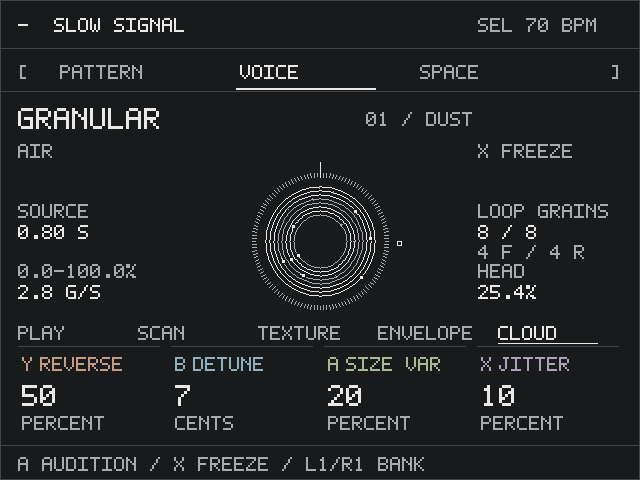 – SLOW SIGNAL SEL 70 BPM
[ PATTERN VOICE SPACE ]
GRANULAR 01 / DUST
AIR X FREEZE
SOURCE LOOP GRAINS
0.80 S 8 / 8
4 F / 4 R
0.0–100.0% HEAD
2.8 G/S 25.4%
PLAY SCAN TEXTURE ENVELOPE CLOUD
Y REVERSE B DETUNE A SIZE VAR X JITTER
50 7 20 10
PERCENT CENTS PERCENT PERCENT
A AUDITION / X FREEZE / L1/R1 BANK